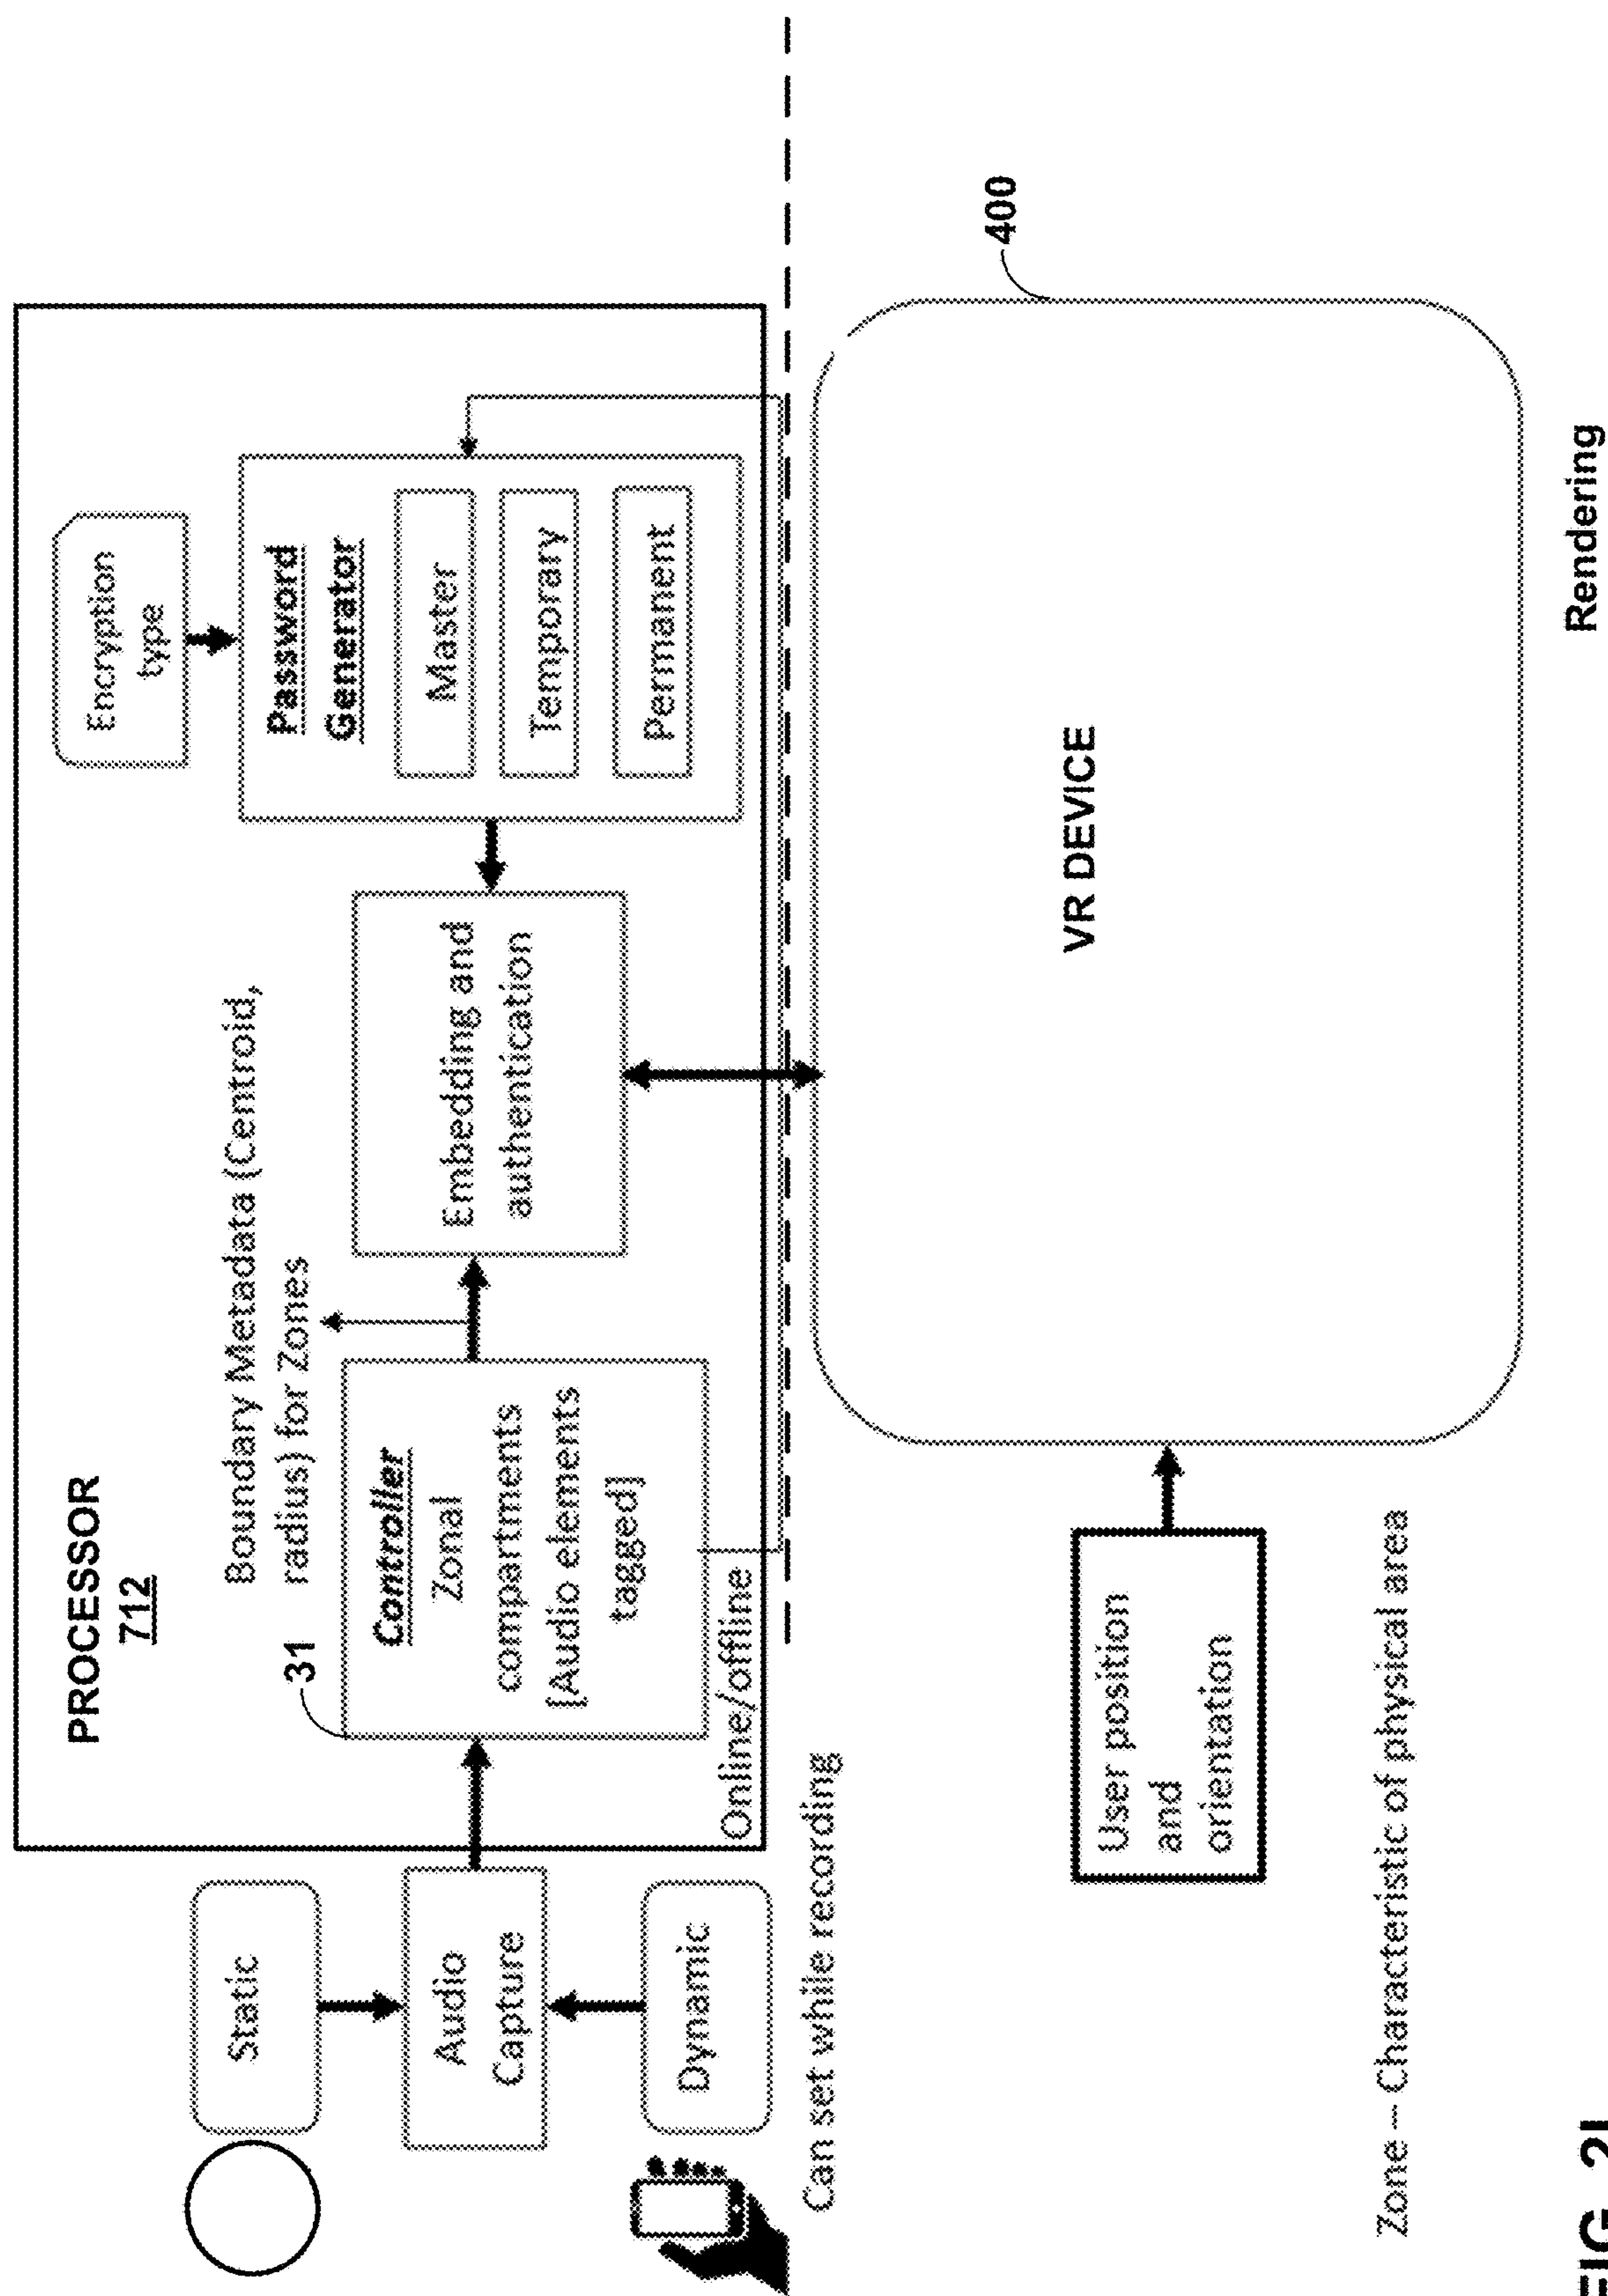 PROCESSOR
712
Encryption
type
Static
Boundary Metadata (Centroid,
radius) for Zones
31
Password
Generator
Master
Temporary
Permanent
Audio
Capture
Controller
Zonal
compartments
[Audio elements
tagged]
Embedding and
authentication
Dynamic
Online/offline
Can set while recording
400
VR DEVICE
User position
and
orientation
Zone – Characteristic of physical area
Rendering